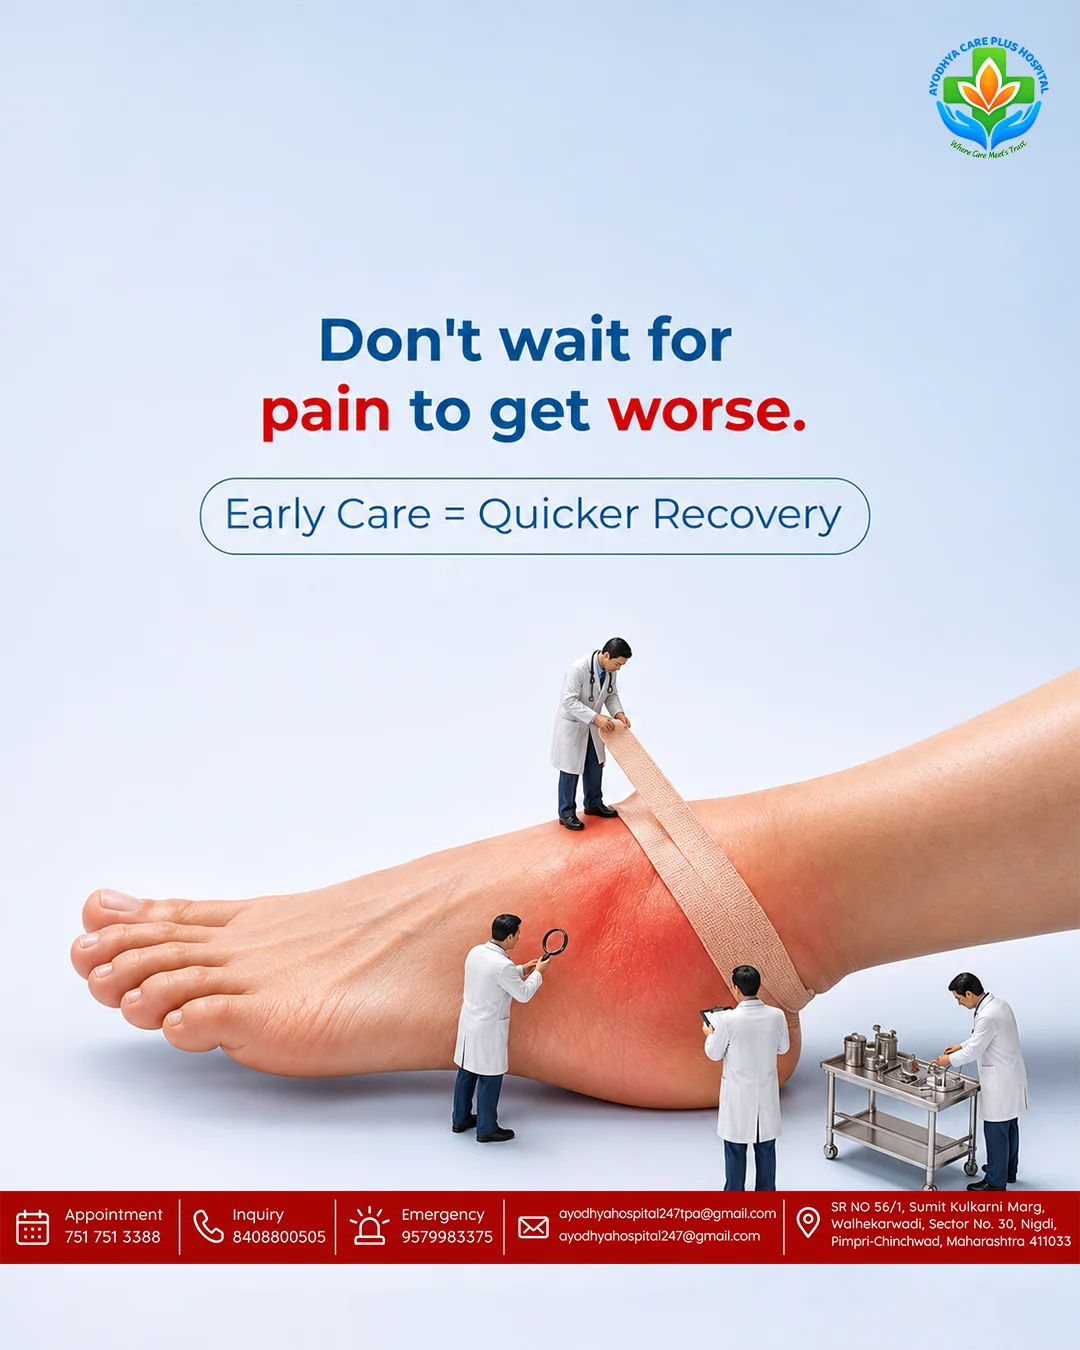 AYODHYA CARE PLUS HOSPITAL
Where Care Meet's Trust.
Don't wait for
pain to get worse.
Early Care = Quicker Recovery
Appointment
751 751 3388
Inquiry
8408800505
Emergency
9579983375
ayodhyahospital247tpa@gmail.com
ayodhyahospital247@gmail.com
SR NO 56/1, Sumit Kulkarni Marg,
Walhekarwadi, Sector No. 30, Nigdi,
Pimpri-Chinchwad, Maharashtra 411033